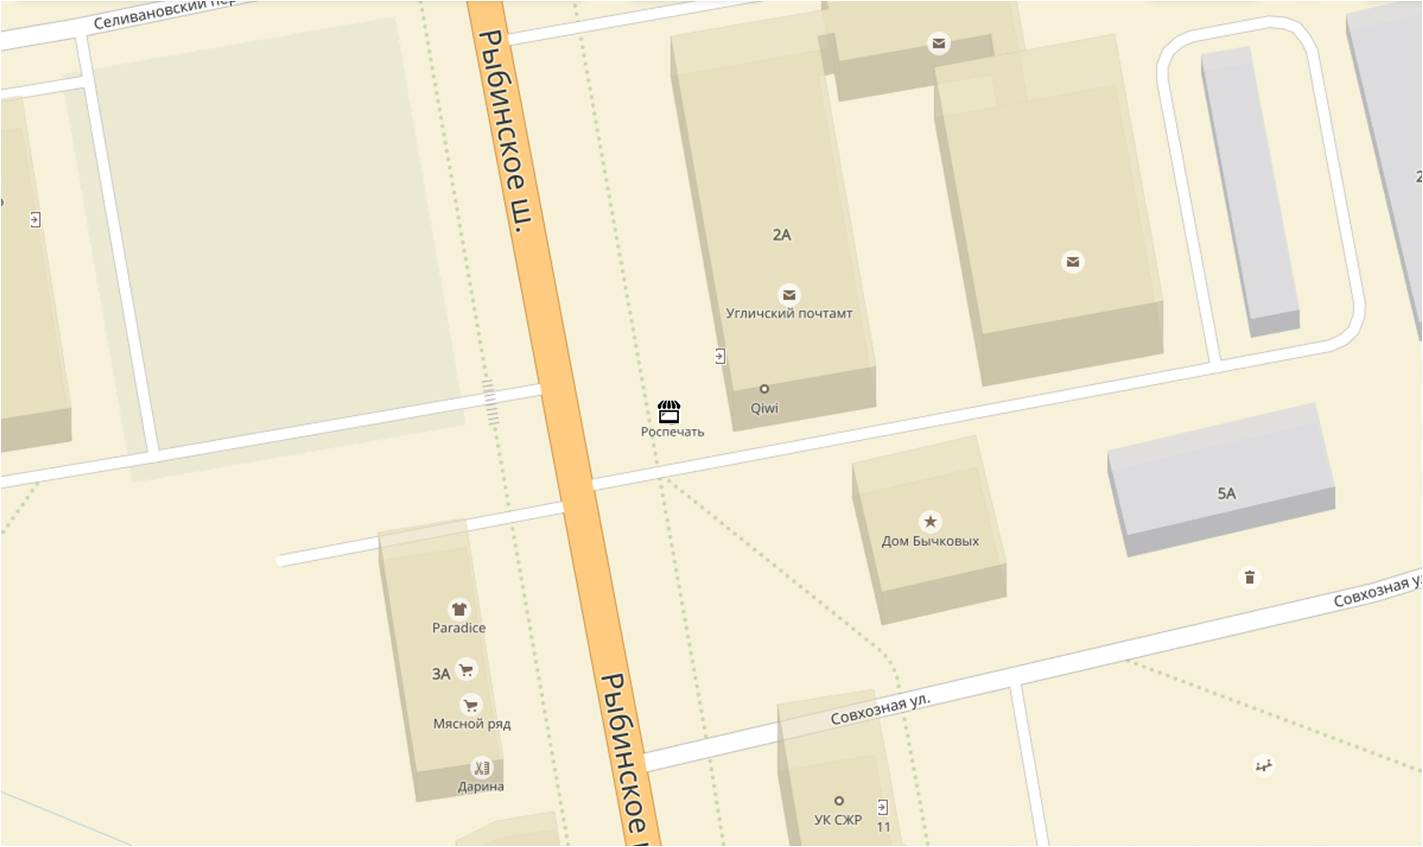 Селивановский пер
Рыбинское ш.
2А
Угличский почтамт
Qiwi
Роспечать
Дом Бычковых
5А
Совхозная у
Paradice
3А
Мясной ряд
Дарина
Рыбинское
Совхозная ул.
УК СЖР
11
2